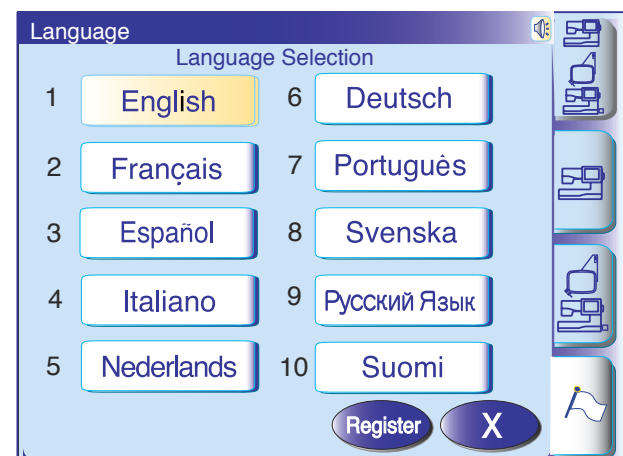 Language
Language Selection
1 English
6 Deutsch
2 Français
7 Portuguès
3 Español
8 Svenska
4 Italiano
9 Русский Язык
5 Nederlands
10 Suomi
Register X